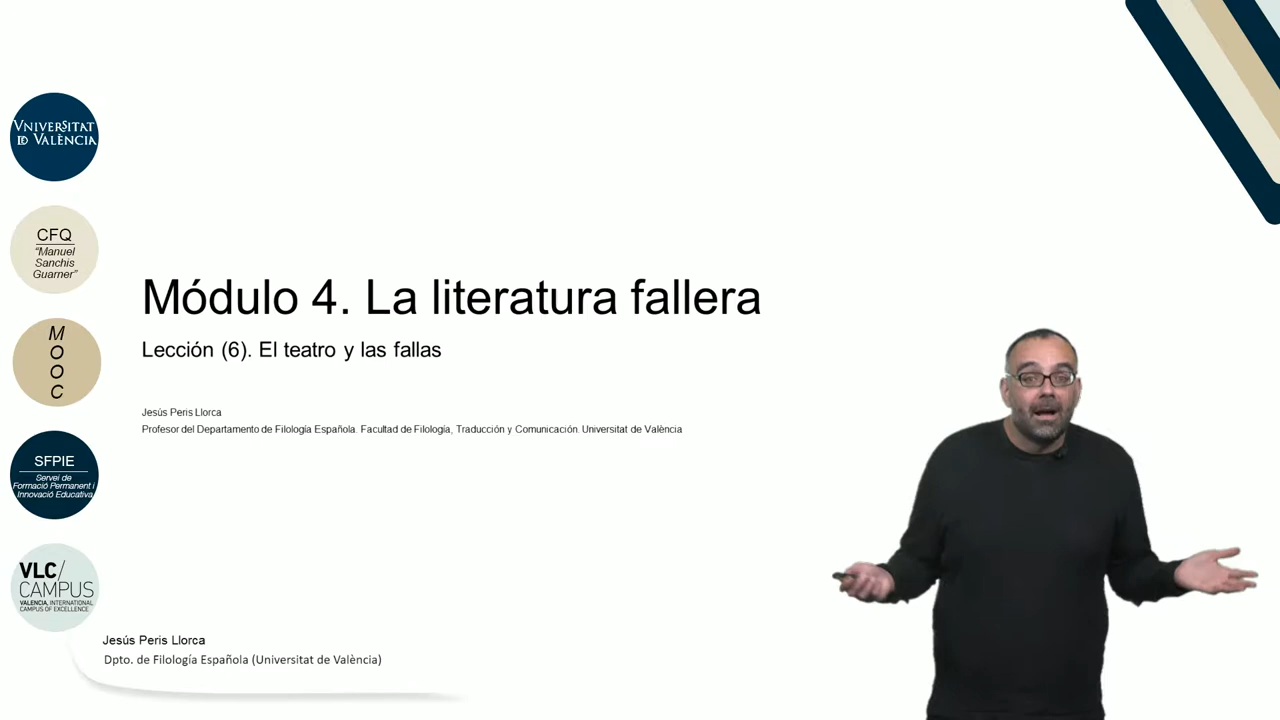 VNIVERSITAT
ID VALÈNCIA
CFQ
"Manuel
Sanchis
Guarner"
M
O
O
C
SFPIE
Servei de
Formació Permanent i
Innovació Educativa
VLC/
CAMPUS
VALENCIA, INTERNATIONAL
CAMPUS OF EXCELLENCE
Módulo 4. La literatura fallera
Lección (6). El teatro y las fallas
Jesús Peris Llorca
Profesor del Departamento de Filología Española. Facultad de Filología, Traducción y Comunicación. Universitat de València
Jesús Peris Llorca
Dpto. de Filología Española (Universitat de València)